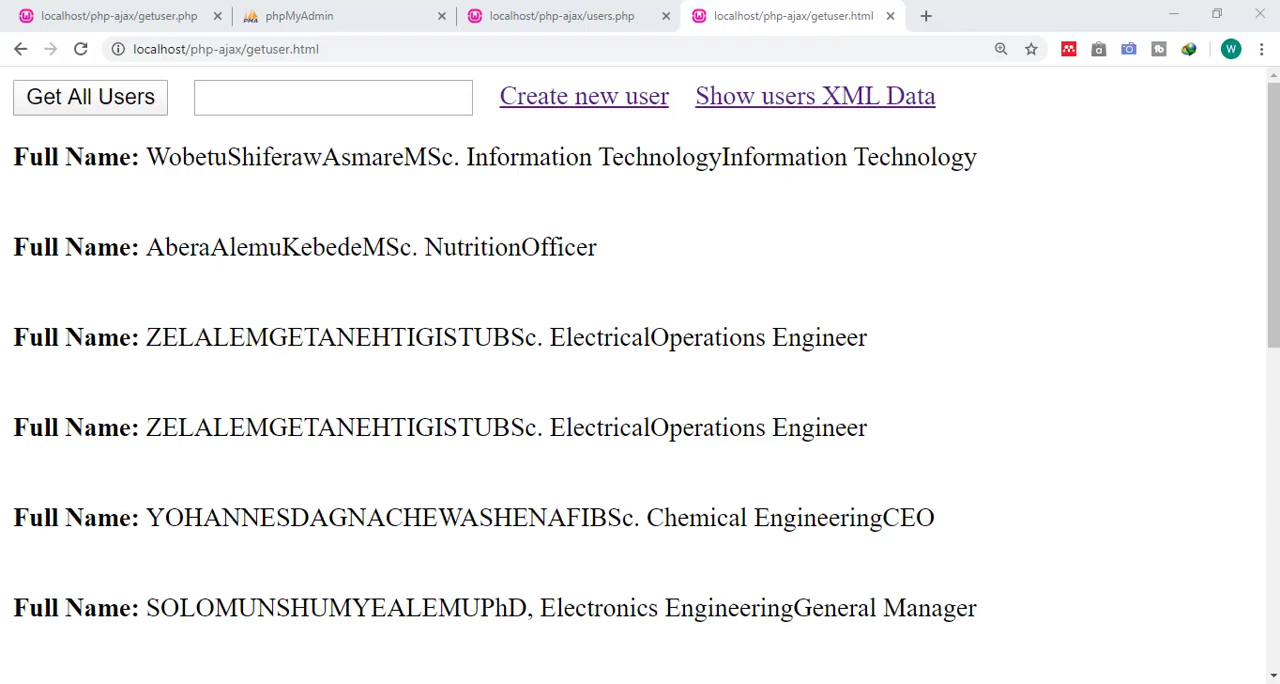 localhost/php-ajax/getuser.php
phpMyAdmin
localhost/php-ajax/users.php
localhost/php-ajax/getuser.html
localhost/php-ajax/getuser.html
W
Get All Users Create new user Show users XML Data
Full Name: WobetuShiferawAsmareMSc. Information TechnologyInformation Technology
Full Name: AberaAlemuKebedeMSc. NutritionOfficer
Full Name: ZELALEMGETANEHTIGISTUBSc. ElectricalOperations Engineer
Full Name: ZELALEMGETANEHTIGISTUBSc. ElectricalOperations Engineer
Full Name: YOHANNESDAGNACHEWASHENAFIBSc. Chemical EngineeringCEO
Full Name: SOLOMUNSHUMYEALEMUPhD, Electronics EngineeringGeneral Manager